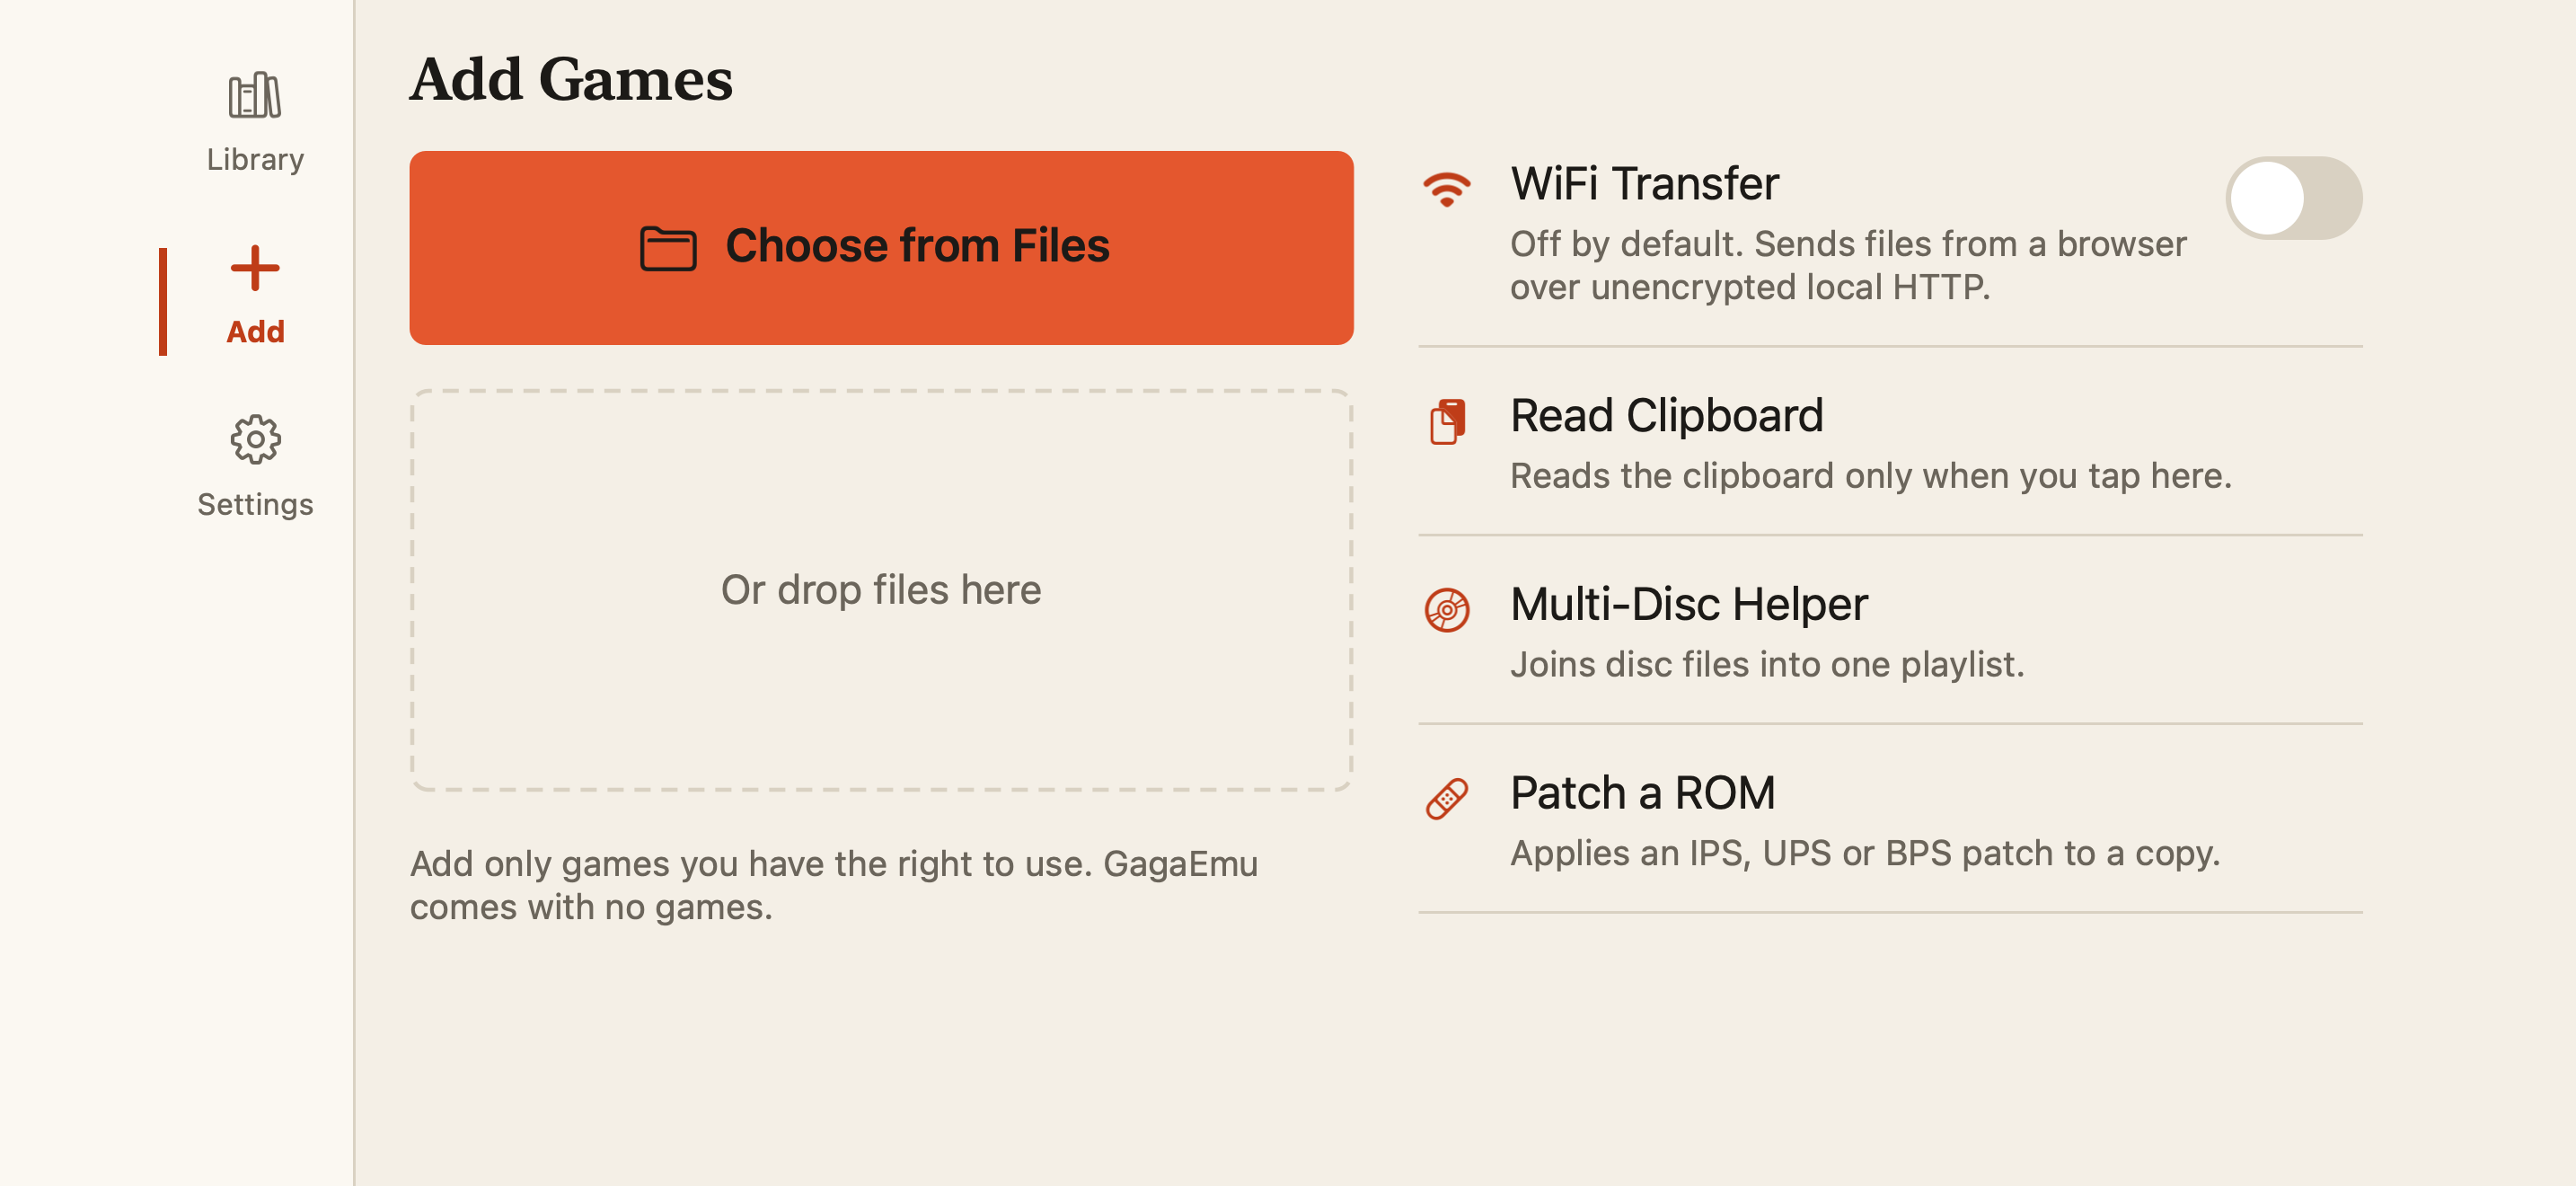 Library
Add
Settings
Add Games
Choose from Files
Or drop files here
Add only games you have the right to use. GagaEmu
comes with no games.
WiFi Transfer
Off by default. Sends files from a browser
over unencrypted local HTTP.
Read Clipboard
Reads the clipboard only when you tap here.
Multi-Disc Helper
Joins disc files into one playlist.
Patch a ROM
Applies an IPS, UPS or BPS patch to a copy.